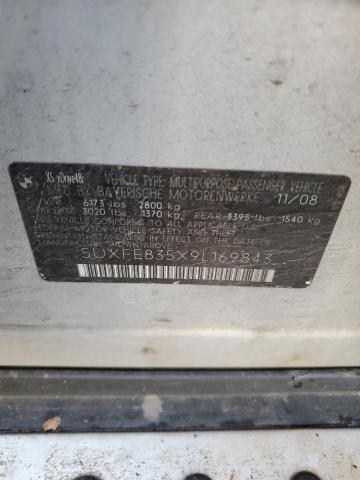 X5 xDrive48i VEHICLE TYPE: MULTIPURPOSE PASSENGER VEHICLE
MFD. BY BAYERISCHE MOTORENWERKE 11/08
GVWR 6173 lbs 2800 kg
GAWR FRONT 3020 lbs 1370 kg REAR 3395 lbs 1540 kg
THIS VEHICLE CONFORMS TO ALL APPLICABLE
FEDERAL MOTOR VEHICLE SAFETY AND THEFT
PREVENTION STANDARDS IN EFFECT ON THE DATE OF
MANUFACTURE SHOWN ABOVE
5UXFE835X9L169843